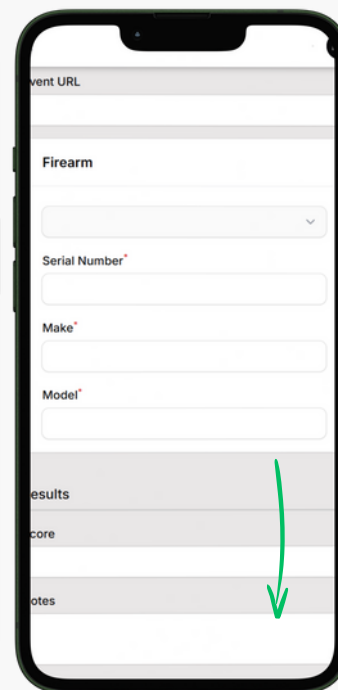 vent URL
Firearm
Serial Number*
Make*
Model*
esults
core
otes